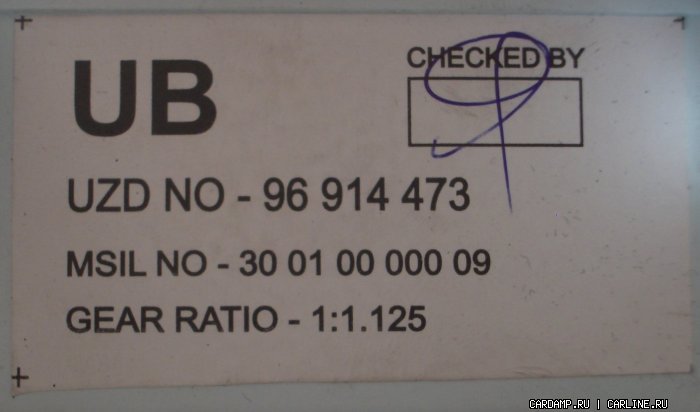 UB
CHECKED BY
UZD NO - 96 914 473
MSIL NO - 30 01 00 000 09
GEAR RATIO - 1:1.125
CARDAMP.RU | CARLINE.RU